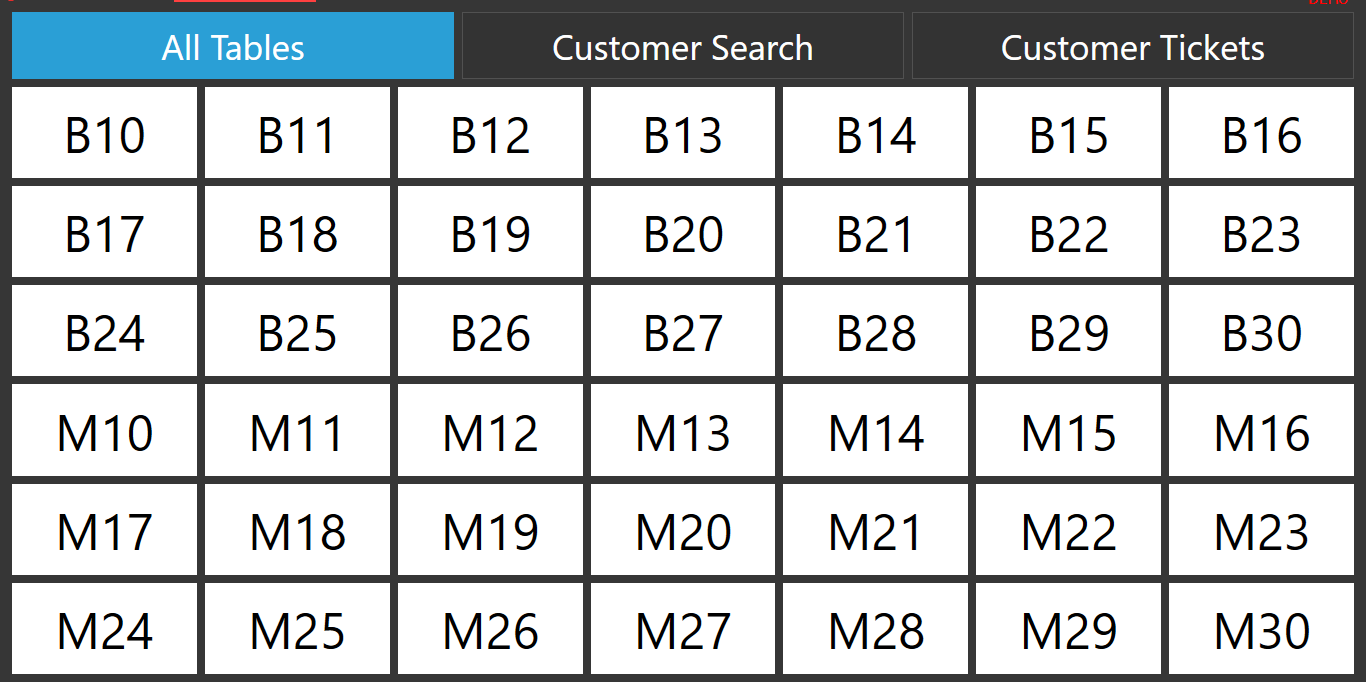 DEMO
All Tables Customer Search Customer Tickets
B10 B11 B12 B13 B14 B15 B16
B17 B18 B19 B20 B21 B22 B23
B24 B25 B26 B27 B28 B29 B30
M10 M11 M12 M13 M14 M15 M16
M17 M18 M19 M20 M21 M22 M23
M24 M25 M26 M27 M28 M29 M30